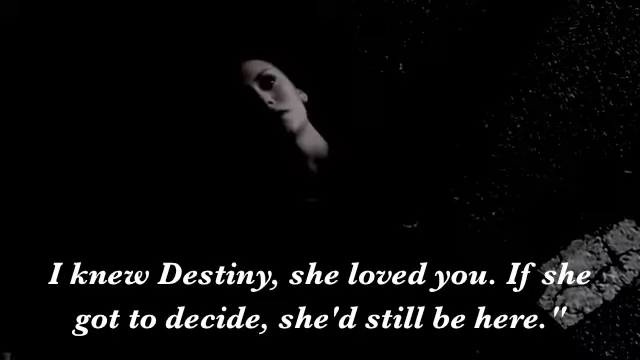 I knew Destiny, she loved you. If she
got to decide, she'd still be here."